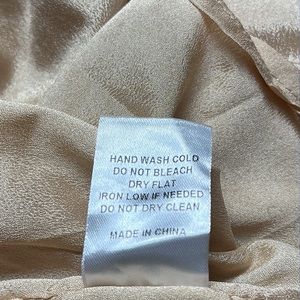 HAND WASH COLD
DO NOT BLEACH
DRY FLAT
IRON LOW IF NEEDED
DO NOT DRY CLEAN
MADE IN CHINA